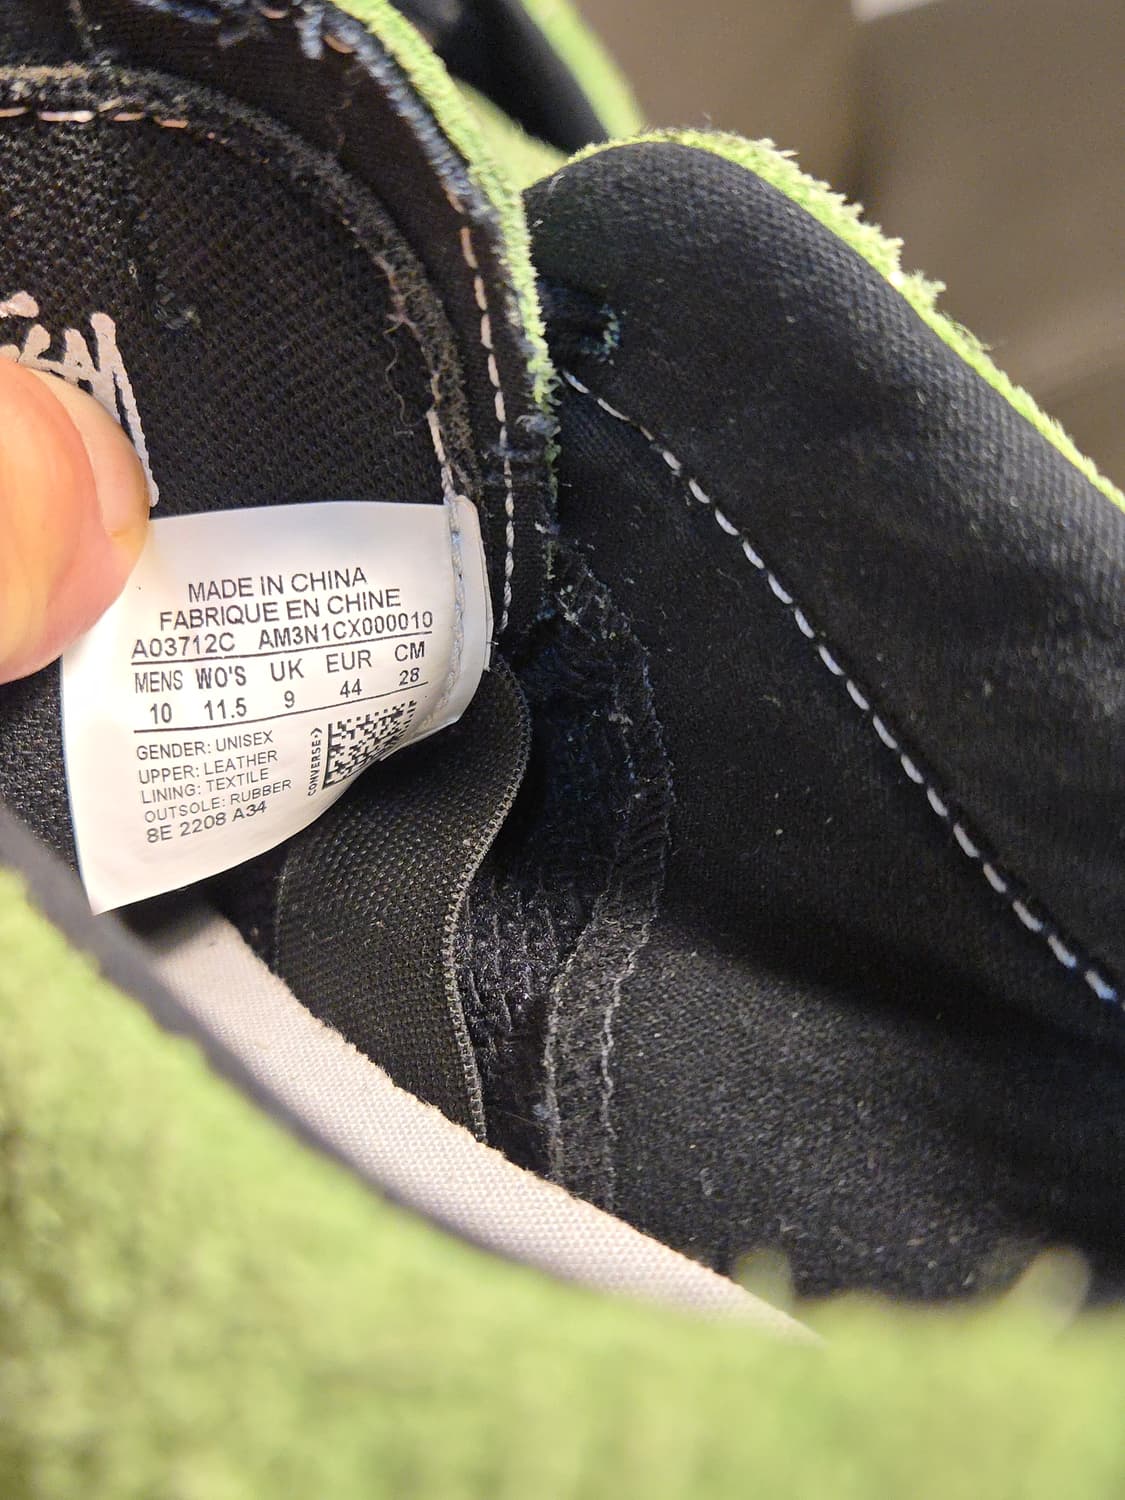 MADE IN CHINA
FABRIQUE EN CHINE
A03712C AM3N1CX000010
MENS WO'S UK EUR CM
10 11.5 9 44 28
GENDER: UNISEX
UPPER: LEATHER
LINING: TEXTILE
OUTSOLE: RUBBER
8E 2208 A34
CONVERSE